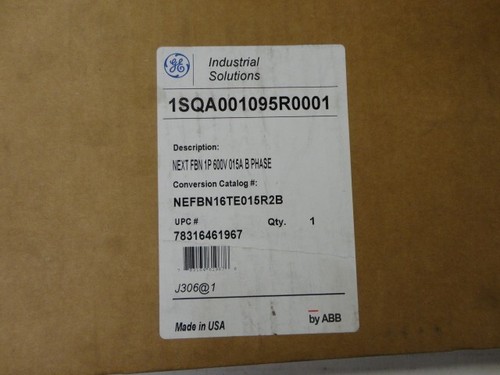 GE
Industrial
Solutions
1SQA001095R0001
Description:
NEXT FBN 1P 600V 015A B PHASE
Conversion Catalog #:
NEFBN16TE015R2B
UPC # Qty. 1
78316461967
J306@1
Made in USA by ABB